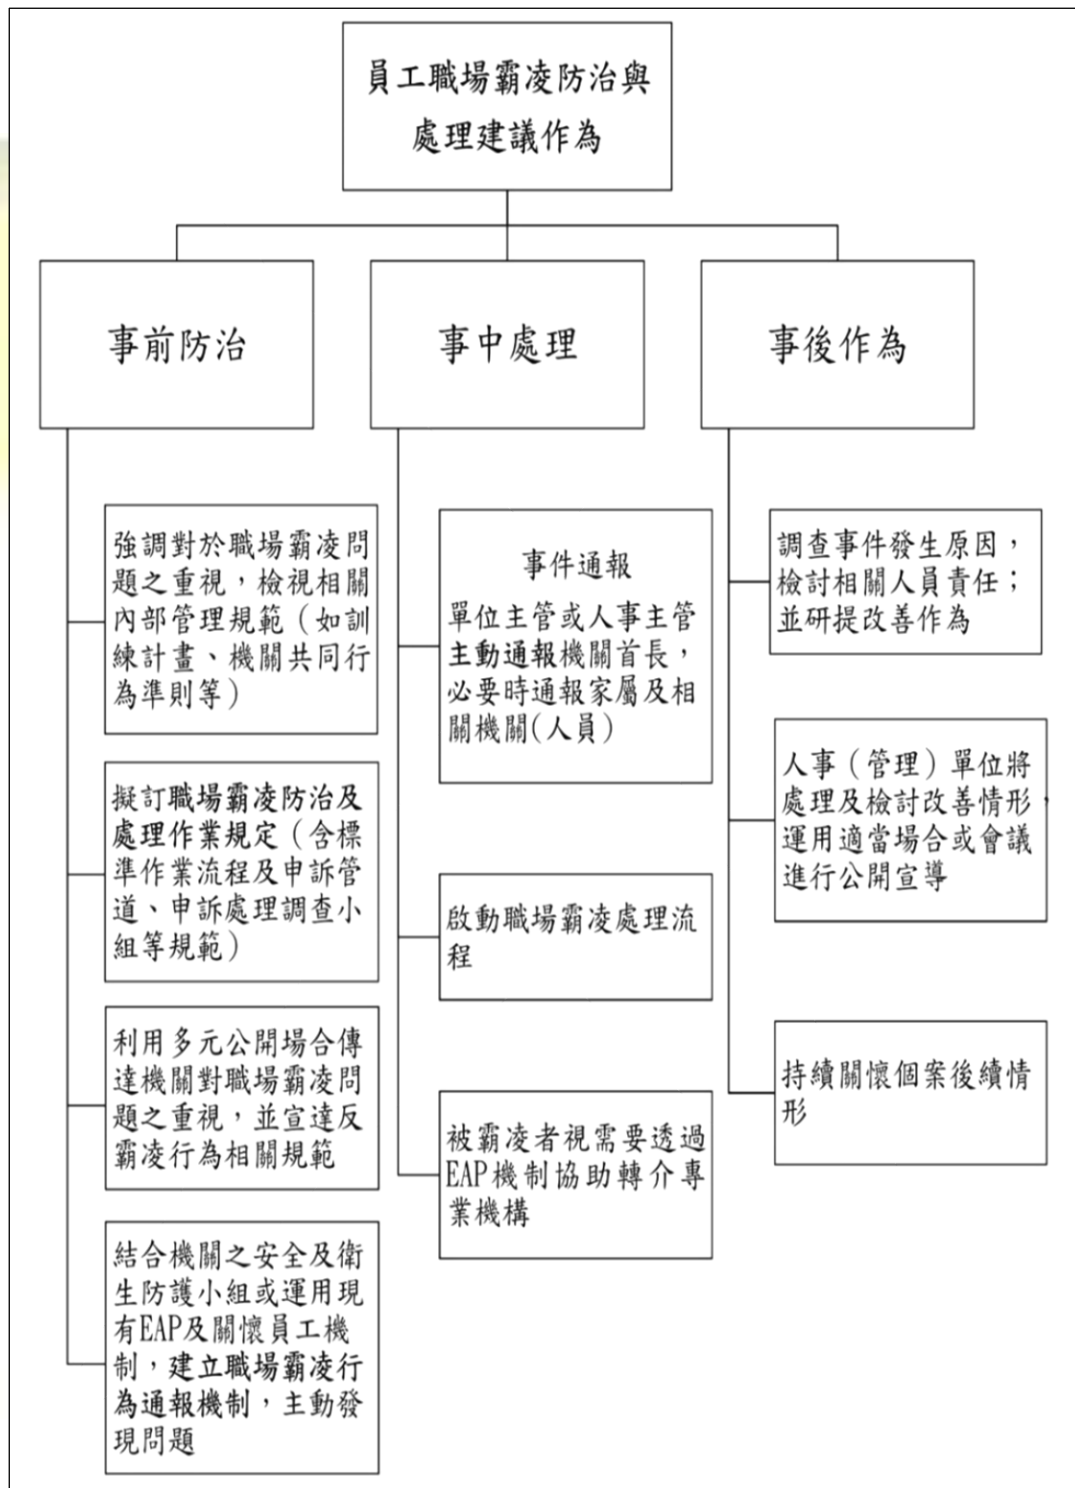 員工職場霸凌防治與
處理建議作為
事前防治
強調對於職場霸凌問
題之重視，檢視相關
內部管理規範（如訓
練計畫、機關共同行
為準則等）
擬訂職場霸凌防治及
處理作業規定（含標
準作業流程及申訴管
道、申訴處理調查小
組等規範）
利用多元公開場合傳
達機關對職場霸凌問
題之重視，並宣達反
霸凌行為相關規範
結合機關之安全及衛
生防護小組或運用現
有EAP及關懷員工機
制，建立職場霸凌行
為通報機制，主動發
現問題
事中處理
事件通報
單位主管或人事主管
主動通報機關首長，
必要時通報家屬及相
關機關(人員)
啟動職場霸凌處理流
程
被霸凌者視需要透過
EAP機制協助轉介專
業機構
事後作為
調查事件發生原因，
檢討相關人員責任；
並研提改善作為
人事（管理）單位將
處理及檢討改善情形，
運用適當場合或會議
進行公開宣導
持續關懷個案後續情
形